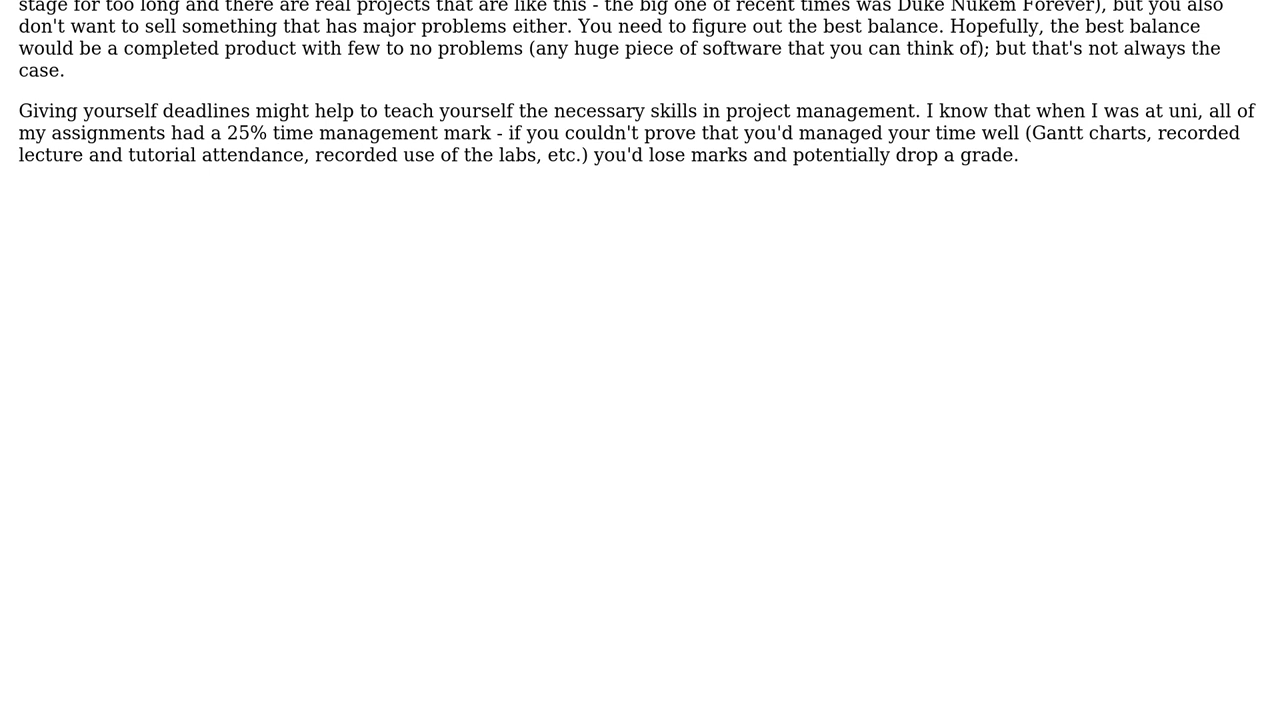 stage for too long and there are real projects that are like this - the big one of recent times was Duke Nukem Forever), but you also
don't want to sell something that has major problems either. You need to figure out the best balance. Hopefully, the best balance
would be a completed product with few to no problems (any huge piece of software that you can think of); but that's not always the
case.
Giving yourself deadlines might help to teach yourself the necessary skills in project management. I know that when I was at uni, all of
my assignments had a 25% time management mark - if you couldn't prove that you'd managed your time well (Gantt charts, recorded
lecture and tutorial attendance, recorded use of the labs, etc.) you'd lose marks and potentially drop a grade.